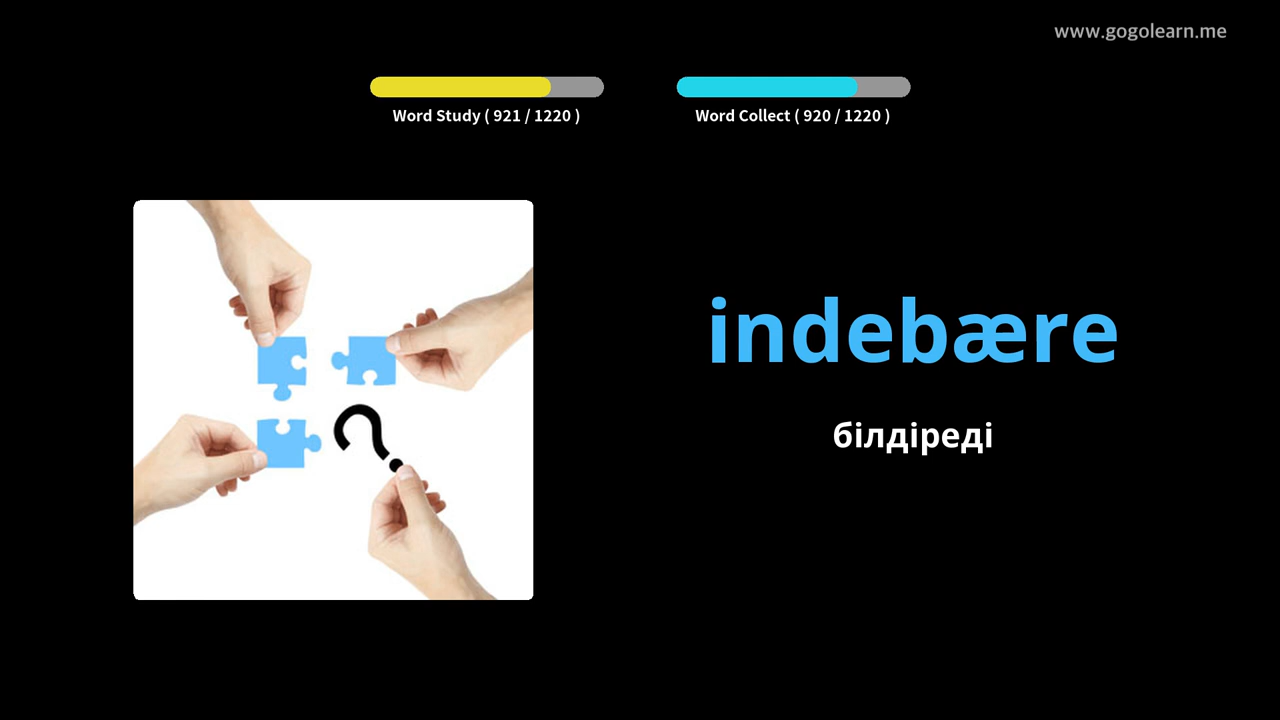 www.gogolearn.me
Word Study ( 921 / 1220 )
Word Collect ( 920 / 1220 )
?
indebære
білдіреді